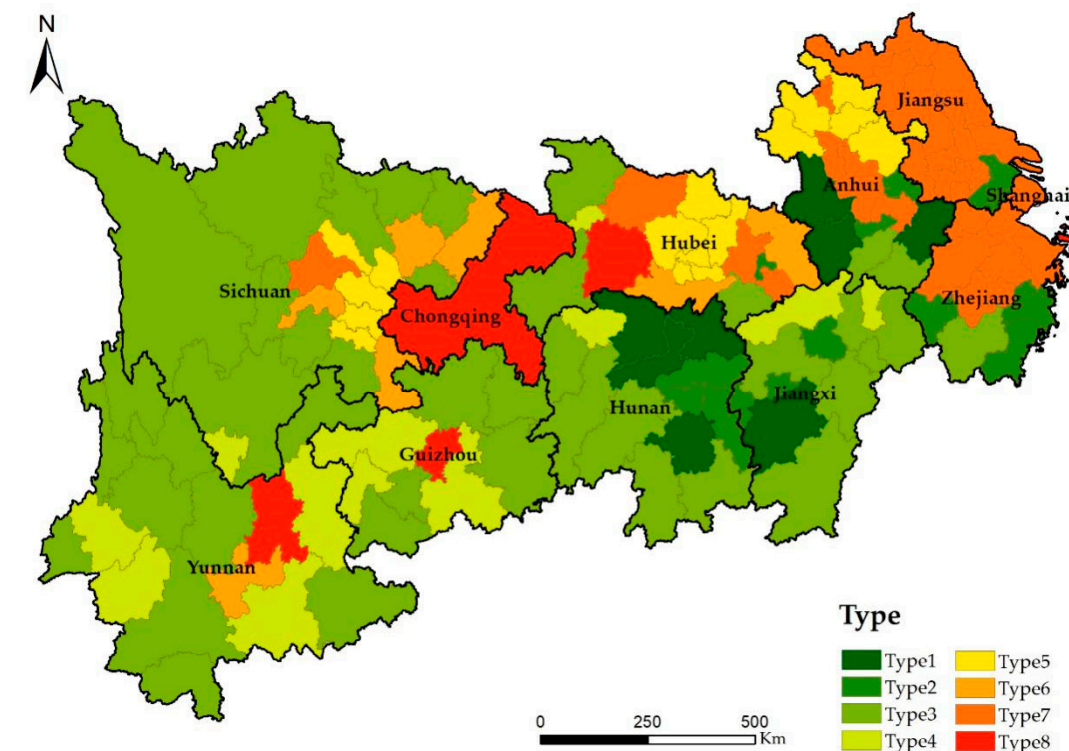 N
Jiangsu
Shanghai
Anhui
Hubei
Zhejiang
Sichuan
Chongqing
Hunan
Jiangxi
Guizhou
Yunnan
Type
Type1
Type5
Type2
Type6
Type3
Type7
Type4
Type8
0 250 500
Km